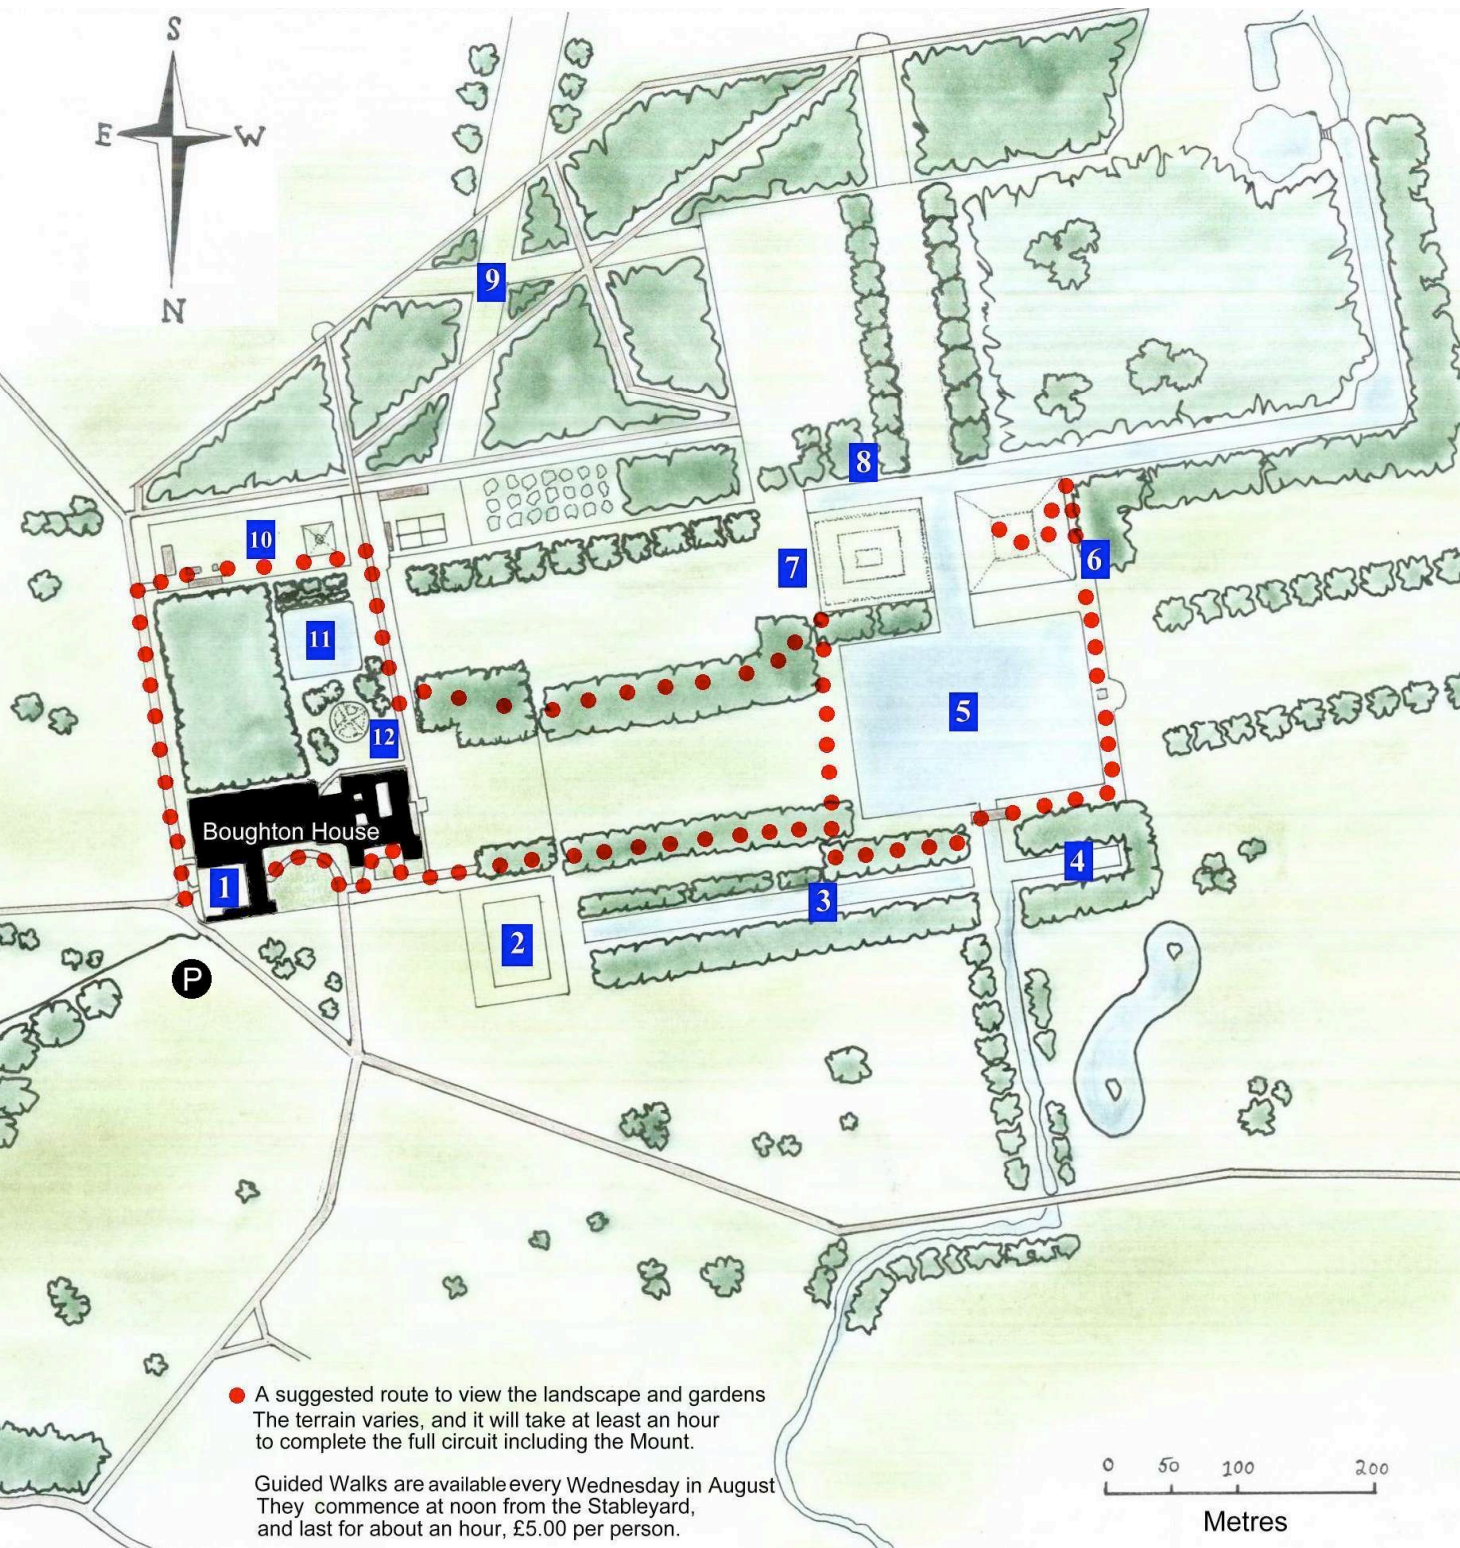 S
E W
N
9
8
10
7
6
11
5
12
Boughton House
4
1
3
2
P
A suggested route to view the landscape and gardens
The terrain varies, and it will take at least an hour
to complete the full circuit including the Mount.
Guided Walks are available every Wednesday in August
They commence at noon from the Stableyard,
and last for about an hour, £5.00 per person.
0 50 100 200
Metres